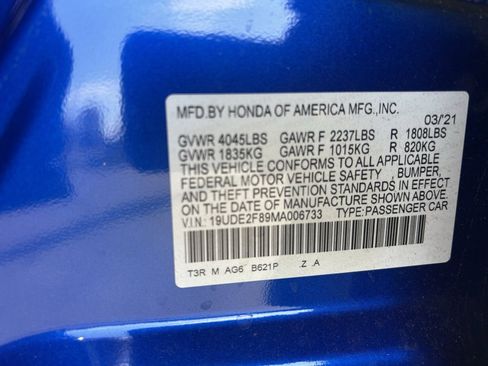 MFD.BY HONDA OF AMERICA MFG.,INC.
03/'21
GVWR 4045LBS GAWR F 2237LBS R 1808LBS
GVWR 1835KG GAWR F 1015KG R 820KG
THIS VEHICLE CONFORMS TO ALL APPLICABLE
FEDERAL MOTOR VEHICLE SAFETY , BUMPER,
AND THEFT PREVENTION STANDARDS IN EFFECT
ON THE DATE OF MANUFACTURE SHOWN ABOVE.
V.I.N: 19UDE2F89MA006733 TYPE:PASSENGER CAR
T3R M AG6 B621P .Z .A